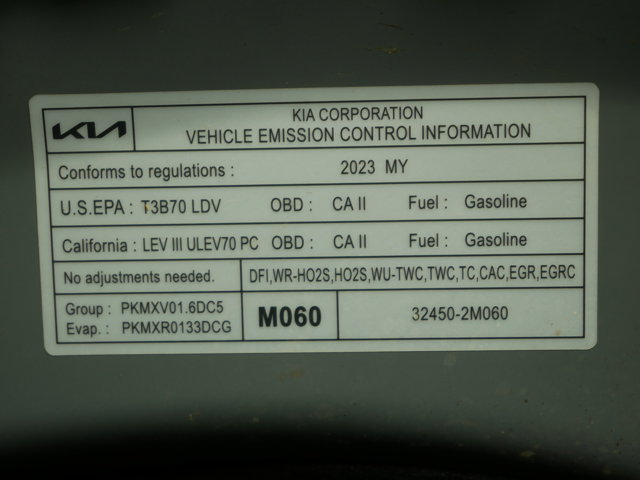 KIA
KIA CORPORATION
VEHICLE EMISSION CONTROL INFORMATION
Conforms to regulations : 2023 MY
U.S.EPA : T3B70 LDV OBD : CA II Fuel : Gasoline
California : LEV III ULEV70 PC OBD : CA II Fuel : Gasoline
No adjustments needed. DFI,WR-HO2S,HO2S,WU-TWC,TWC,TC,CAC,EGR,EGRC
Group : PKMXV01.6DC5
Evap. : PKMXR0133DCG
M060
32450-2M060